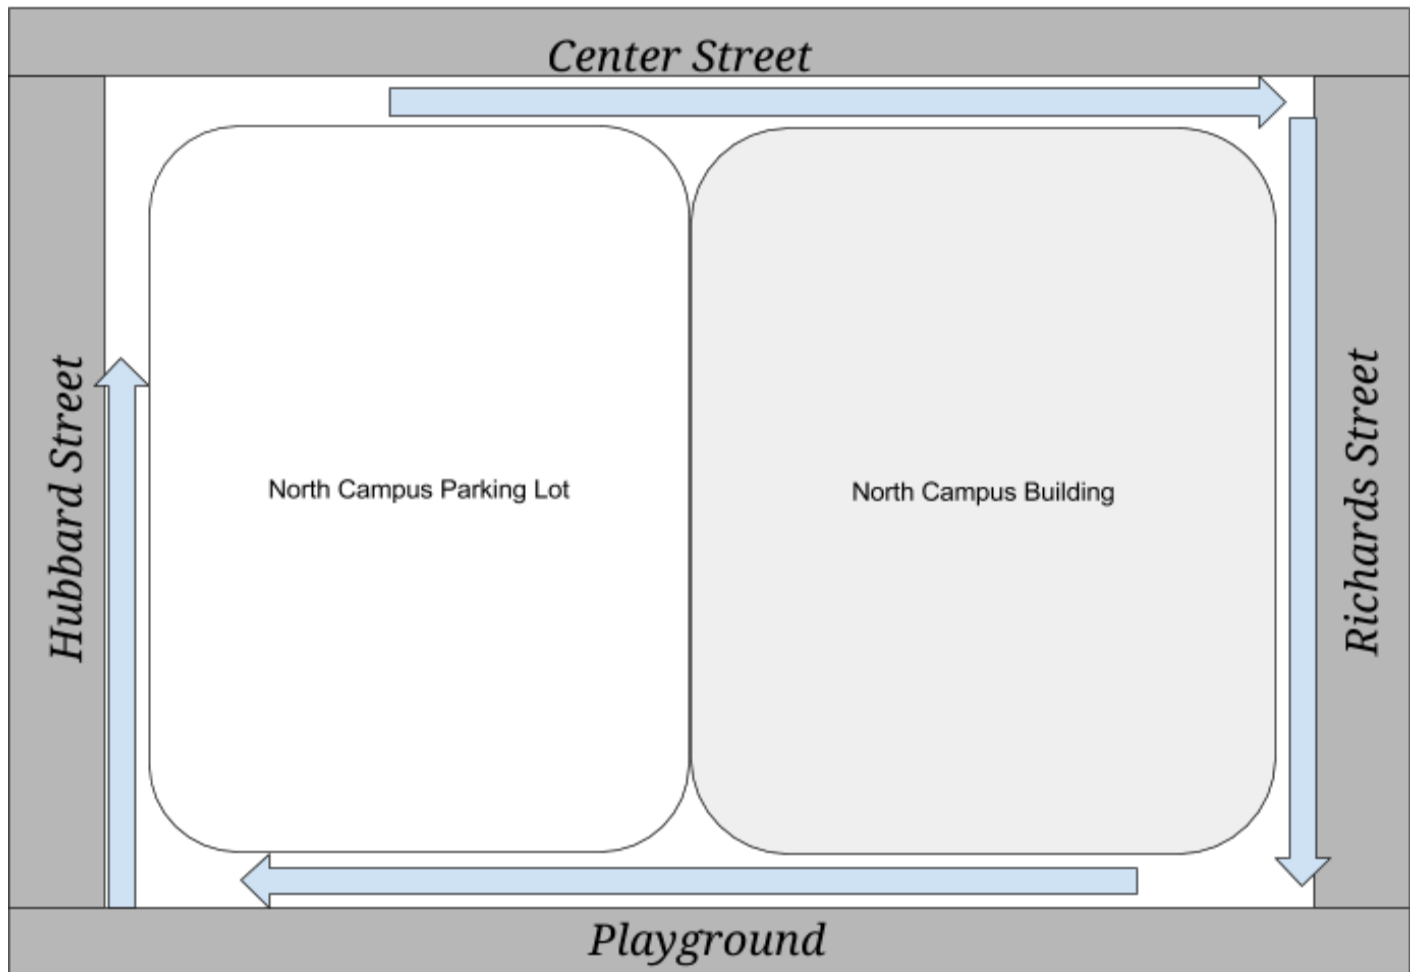 Center Street
Hubbard Street
North Campus Parking Lot
North Campus Building
Richards Street
Playground